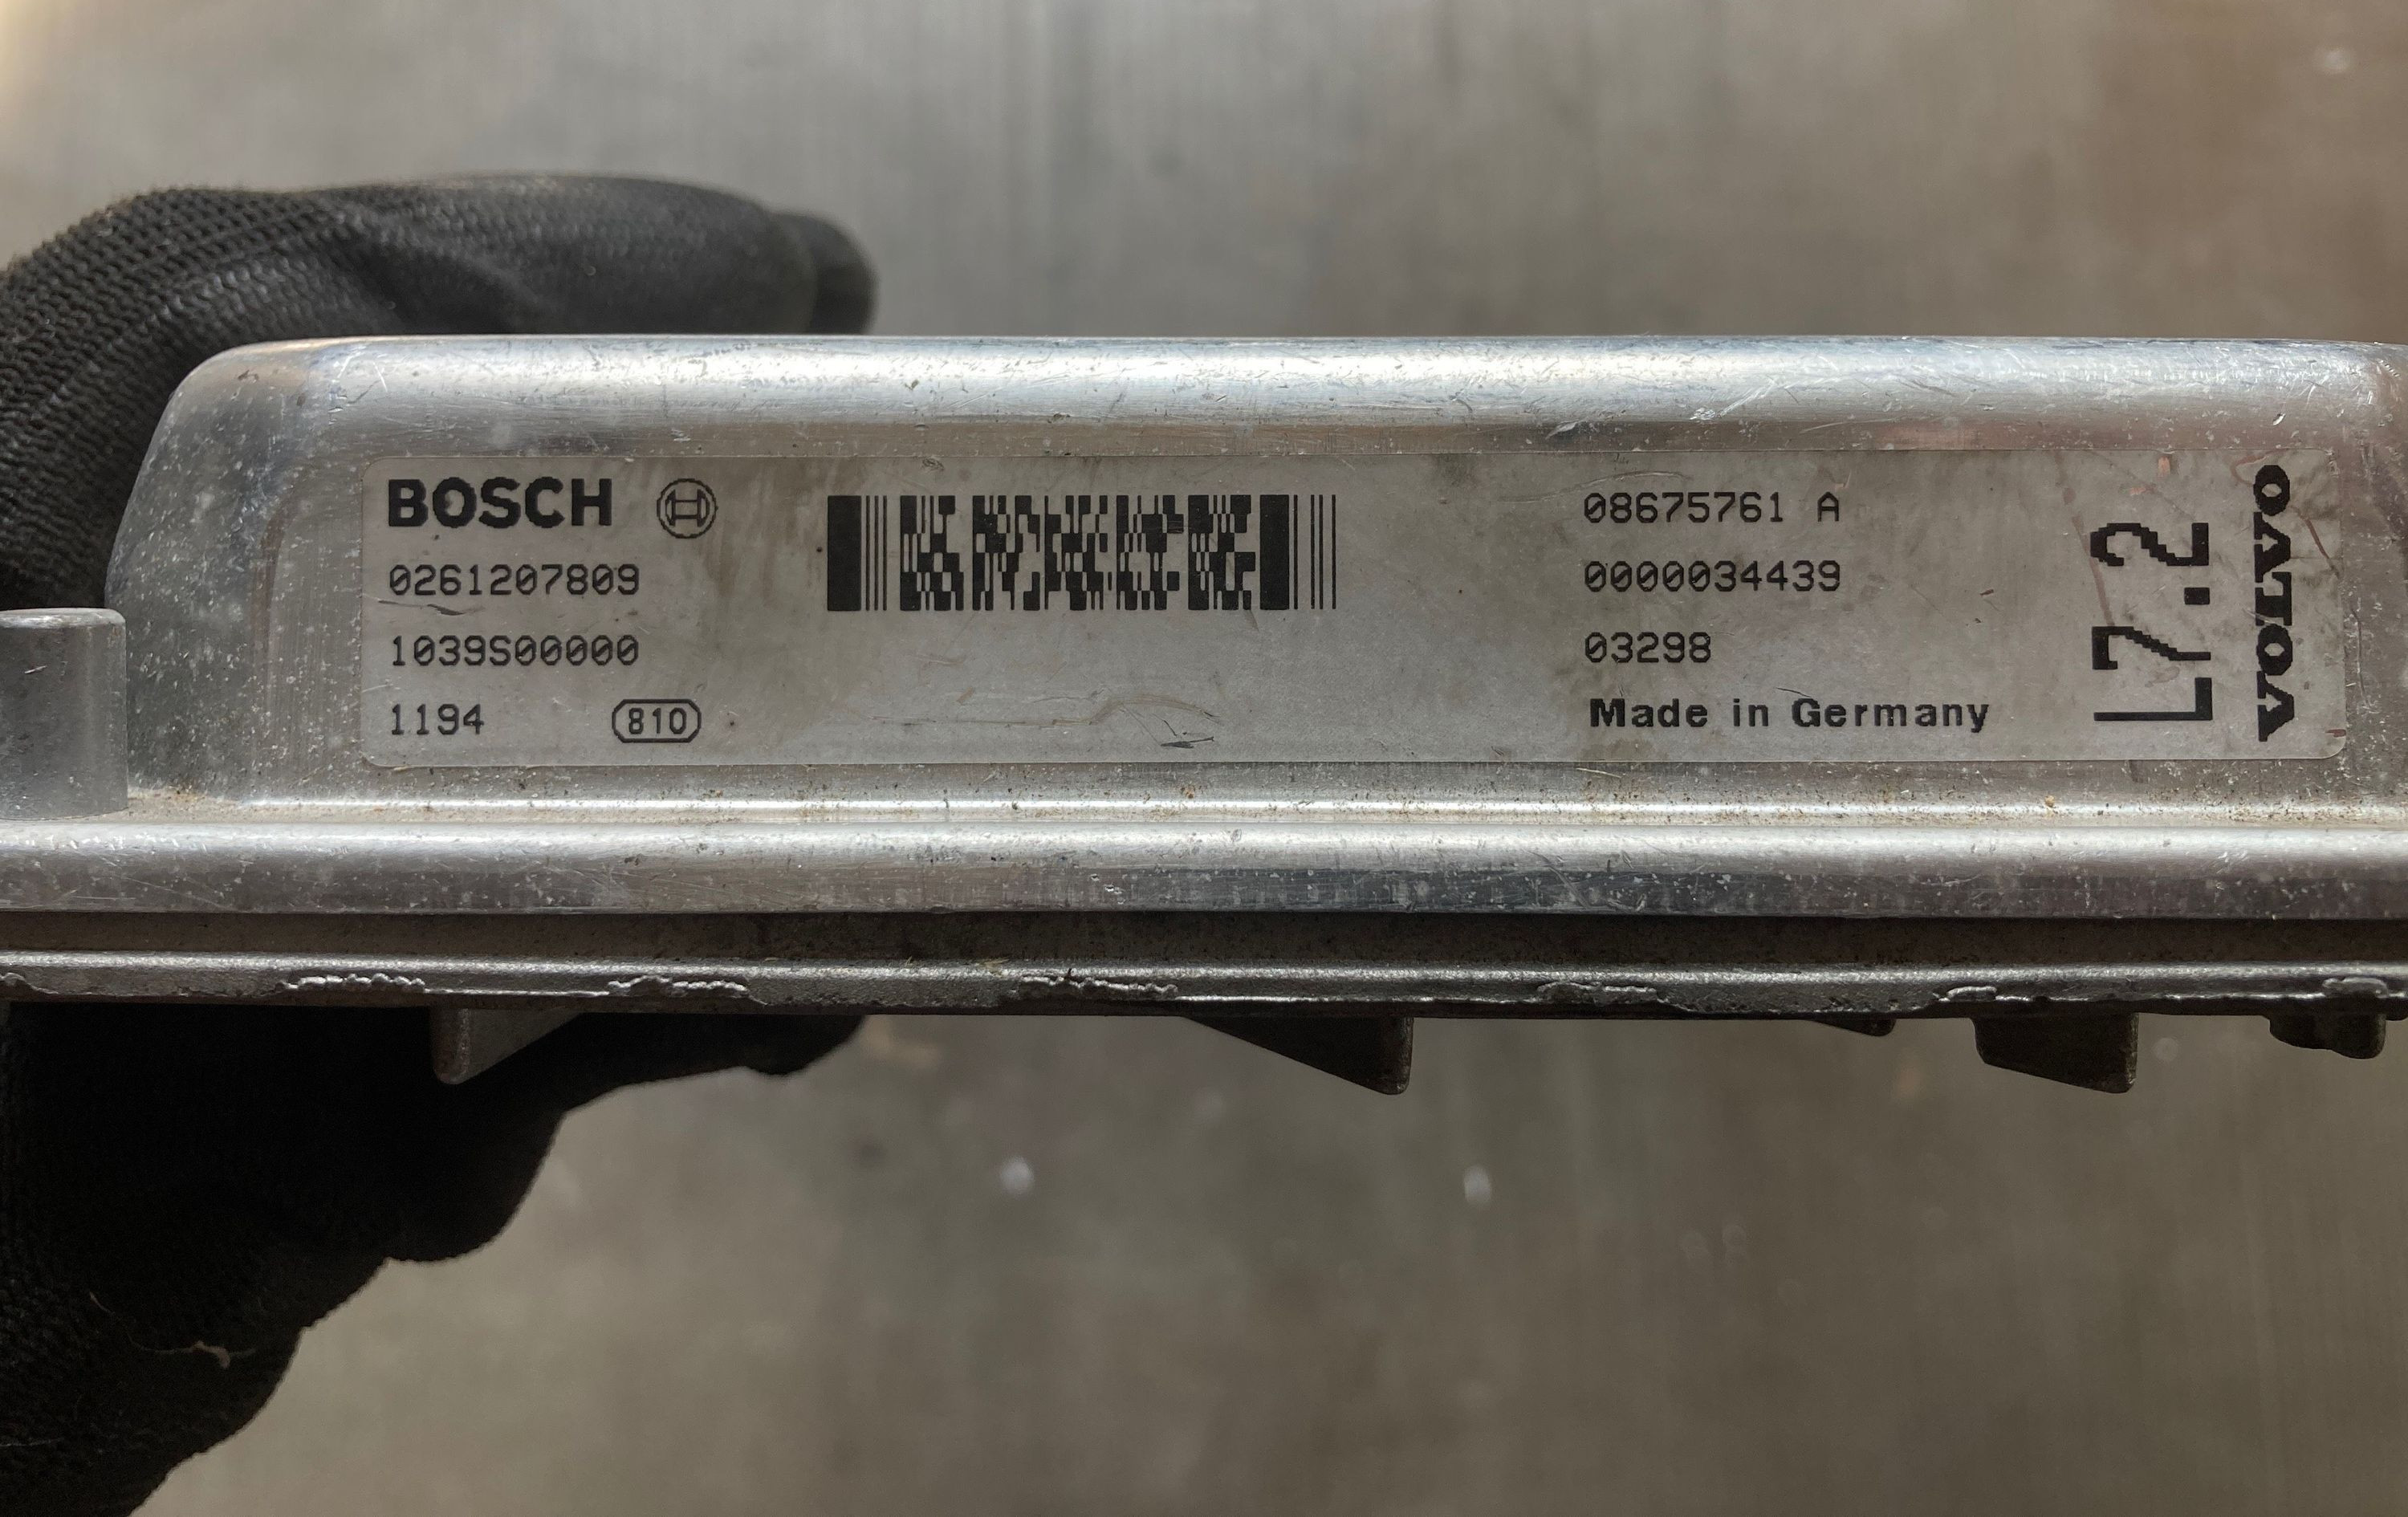 BOSCH
0261207809
1039S00000
1194 810
08675761 A
0000034439
03298
Made in Germany
L7.2
VOLVO